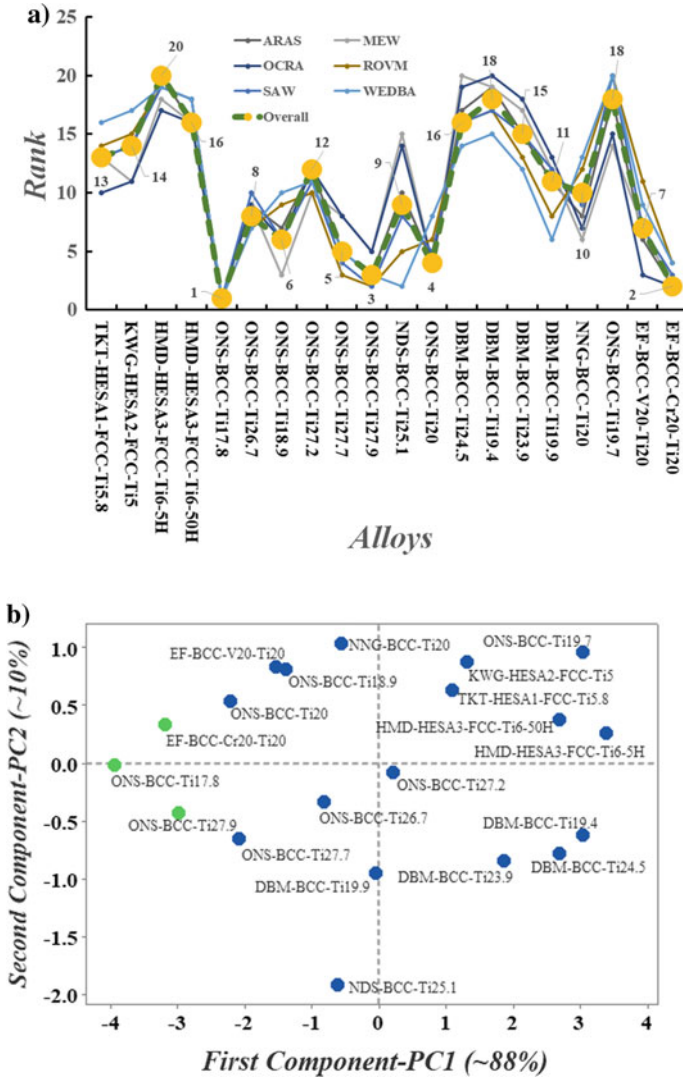 a)
25
20
15
10
5
0
Rank
ARAS
MEW
OCRA
ROVM
SAW
WEDBA
Overall
13
14
20
16
1
8
6
12
5
3
9
4
16
18
15
11
10
18
7
2
TKT-HESA1-FCC-Ti5.8
KWG-HESA2-FCC-Ti5
HMD-HESA3-FCC-Ti6-5H
HMD-HESA3-FCC-Ti6-50H
ONS-BCC-Ti17.8
ONS-BCC-Ti26.7
ONS-BCC-Ti18.9
ONS-BCC-Ti27.2
ONS-BCC-Ti27.7
ONS-BCC-Ti27.9
NDS-BCC-Ti25.1
ONS-BCC-Ti20
DBM-BCC-Ti24.5
DBM-BCC-Ti19.4
DBM-BCC-Ti23.9
DBM-BCC-Ti19.9
NNG-BCC-Ti20
ONS-BCC-Ti19.7
EF-BCC-V20-Ti20
EF-BCC-Cr20-Ti20
Alloys
b)
1.0
0.5
0.0
-0.5
-1.0
-1.5
-2.0
Second Component-PC2 (~10%)
EF-BCC-V20-Ti20
NNG-BCC-Ti20
ONS-BCC-Ti19.7
ONS-BCC-Ti18.9
KWG-HESA2-FCC-Ti5
TKT-HESA1-FCC-Ti5.8
ONS-BCC-Ti20
HMD-HESA3-FCC-Ti6-50H
EF-BCC-Cr20-Ti20
HMD-HESA3-FCC-Ti6-5H
ONS-BCC-Ti17.8
ONS-BCC-Ti27.2
ONS-BCC-Ti27.9
ONS-BCC-Ti26.7
DBM-BCC-Ti19.4
ONS-BCC-Ti27.7
DBM-BCC-Ti19.9
DBM-BCC-Ti23.9
DBM-BCC-Ti24.5
NDS-BCC-Ti25.1
-4
-3
-2
-1
0
1
2
3
4
First Component-PC1 (~88%)